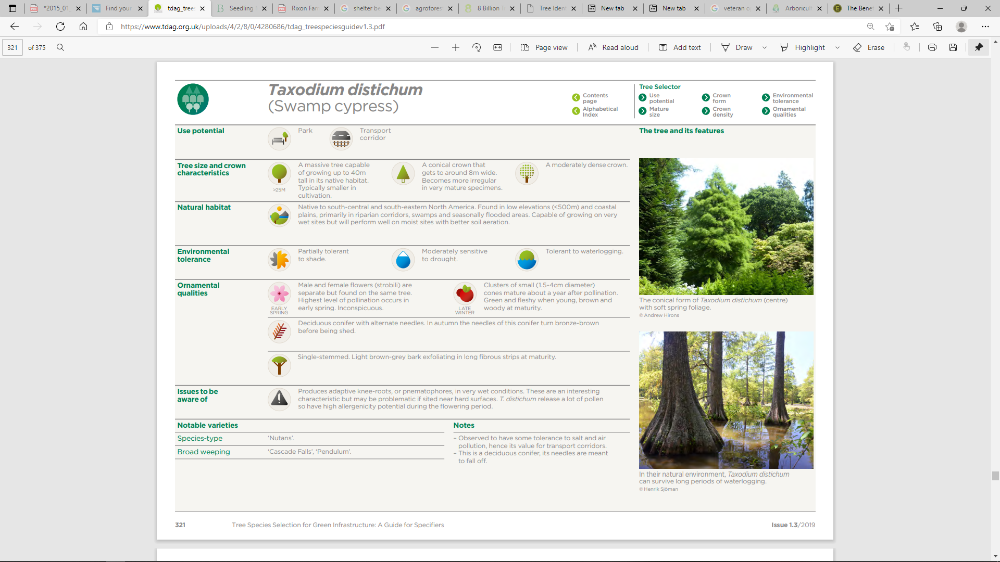 *2015_01
Find your
tdag_tree
Seedling
Rixon Farm
shelter be
agrofores
8 Billion T
Tree Iden
New tab
New tab
veteran o
Arboricul
The Benef
https://www.tdag.org.uk/uploads/4/2/8/0/4280686/tdag_treespeciesguidev1.3.pdf
321 of 375
Page view
Read aloud
Add text
Draw
Highlight
Erase
Taxodium distichum
(Swamp cypress)
Contents
page
Alphabetical
Index
Tree Selector
Use
potential
Crown
form
Environmental
tolerance
Mature
size
Crown
density
Ornamental
qualities
Use potential
Park
Transport
corridor
Tree size and crown
characteristics
>25M
A massive tree capable
of growing up to 40m
tall in its native habitat.
Typically smaller in
cultivation.
A conical crown that
gets to around 8m wide.
Becomes more irregular
in very mature specimens.
A moderately dense crown.
Natural habitat
Native to south-central and south-eastern North America. Found in low elevations (<500m) and coastal
plains, primarily in riparian corridors, swamps and seasonally flooded areas. Capable of growing on very
wet sites but will perform well on moist sites with better soil aeration.
Environmental
tolerance
Partially tolerant
to shade.
Moderately sensitive
to drought.
Tolerant to waterlogging.
Ornamental
qualities
EARLY
SPRING
Male and female flowers (strobili) are
separate but found on the same tree.
Highest level of pollination occurs in
early spring. Inconspicuous.
LATE
WINTER
Clusters of small (1.5-4cm diameter)
cones mature about a year after pollination.
Green and fleshy when young, brown and
woody at maturity.
Deciduous conifer with alternate needles. In autumn the needles of this conifer turn bronze-brown
before being shed.
Single-stemmed. Light brown-grey bark exfoliating in long fibrous strips at maturity.
Issues to be
aware of
Produces adaptive knee-roots, or pnematophores, in very wet conditions. These are an interesting
characteristic but may be problematic if sited near hard surfaces. T. distichum release a lot of pollen
so have high allergenicity potential during the flowering period.
Notable varieties
Species-type
‘Nutans’.
Broad weeping
‘Cascade Falls’, ‘Pendulum’.
Notes
– Observed to have some tolerance to salt and air
pollution, hence its value for transport corridors.
– This is a deciduous conifer, its needles are meant
to fall off.
The tree and its features
The conical form of Taxodium distichum (centre)
with soft spring foliage.
© Andrew Hirons
In their natural environment, Taxodium distichum
can survive long periods of waterlogging.
© Henrik Sjöman
321
Tree Species Selection for Green Infrastructure: A Guide for Specifiers
Issue 1.3/2019